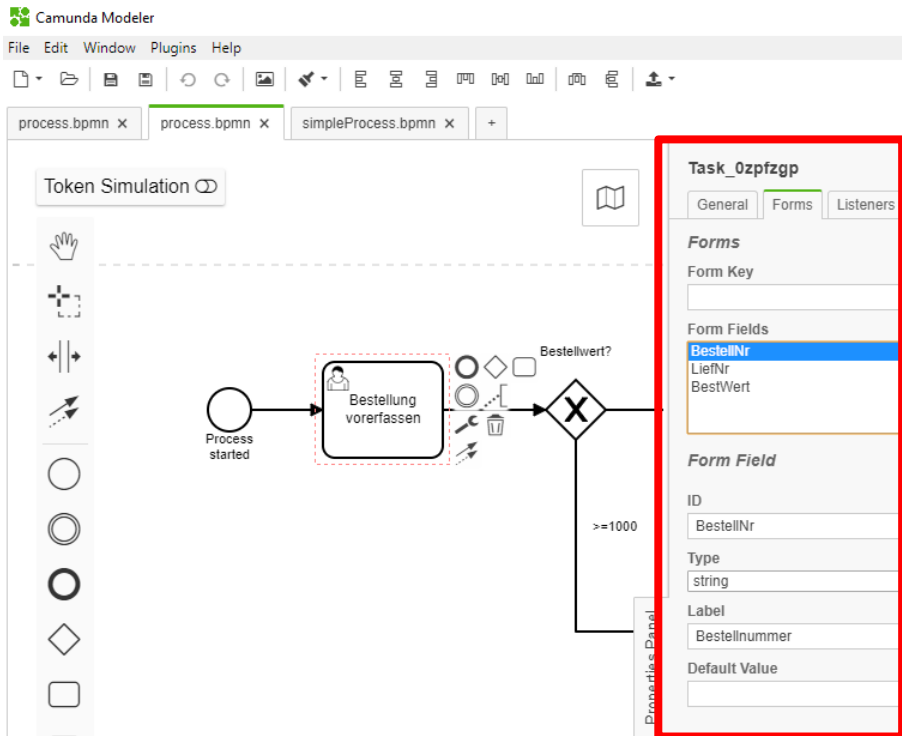 Camunda Modeler
File Edit Window Plugins Help
process.bpmn × process.bpmn × simpleProcess.bpmn × +
Token Simulation
Process
started
Bestellung
vorerfassen
Bestellwert?
X
>=1000
Properties Panel
Task_0zpfzgp
General Forms Listeners
Forms
Form Key
Form Fields
BestellNr
LiefNr
BestWert
Form Field
ID
BestellNr
Type
string
Label
Bestellnummer
Default Value